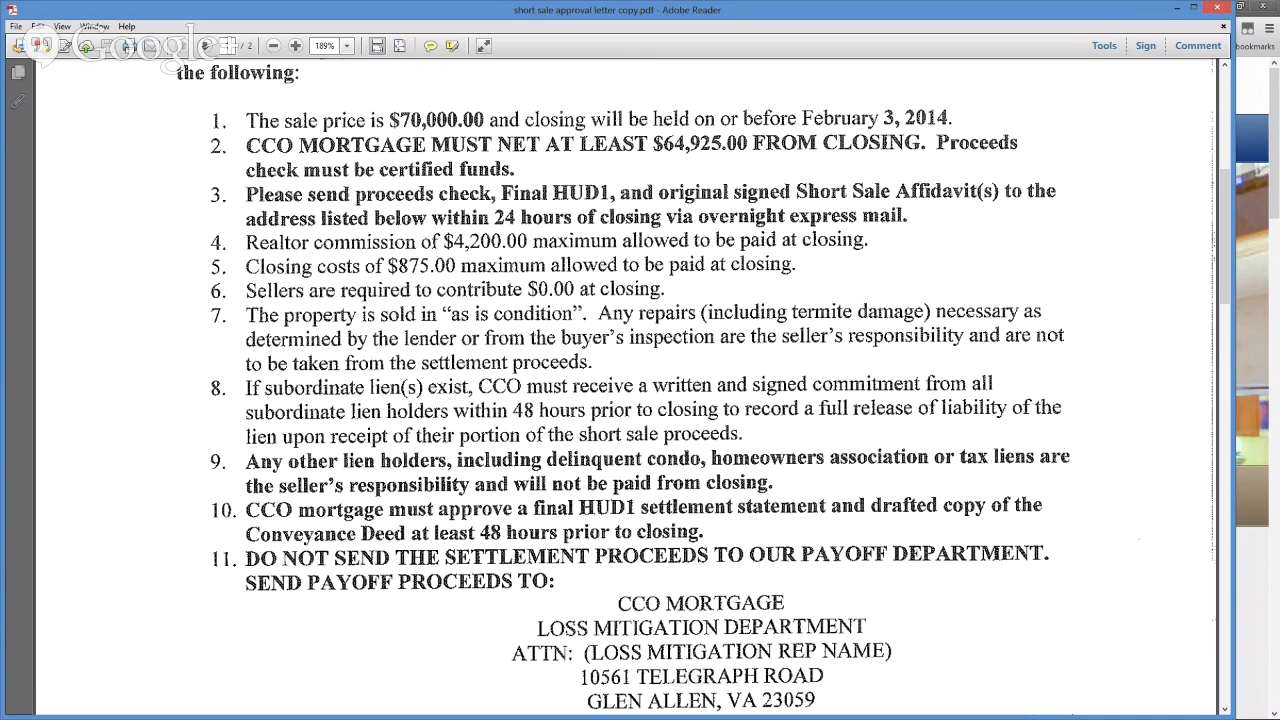 short sale approval letter copy.pdf - Adobe Reader
File Edit View Window Help
Google
/ 2
189%
Tools Sign Comment
bookmarks
the following:
1. The sale price is $70,000.00 and closing will be held on or before February 3, 2014.
2. CCO MORTGAGE MUST NET AT LEAST $64,925.00 FROM CLOSING. Proceeds
check must be certified funds.
3. Please send proceeds check, Final HUD1, and original signed Short Sale Affidavit(s) to the
address listed below within 24 hours of closing via overnight express mail.
4. Realtor commission of $4,200.00 maximum allowed to be paid at closing.
5. Closing costs of $875.00 maximum allowed to be paid at closing.
6. Sellers are required to contribute $0.00 at closing.
7. The property is sold in “as is condition”. Any repairs (including termite damage) necessary as
determined by the lender or from the buyer’s inspection are the seller’s responsibility and are not
to be taken from the settlement proceeds.
8. If subordinate lien(s) exist, CCO must receive a written and signed commitment from all
subordinate lien holders within 48 hours prior to closing to record a full release of liability of the
lien upon receipt of their portion of the short sale proceeds.
9. Any other lien holders, including delinquent condo, homeowners association or tax liens are
the seller’s responsibility and will not be paid from closing.
10. CCO mortgage must approve a final HUD1 settlement statement and drafted copy of the
Conveyance Deed at least 48 hours prior to closing.
11. DO NOT SEND THE SETTLEMENT PROCEEDS TO OUR PAYOFF DEPARTMENT.
SEND PAYOFF PROCEEDS TO:
CCO MORTGAGE
LOSS MITIGATION DEPARTMENT
ATTN: (LOSS MITIGATION REP NAME)
10561 TELEGRAPH ROAD
GLEN ALLEN, VA 23059